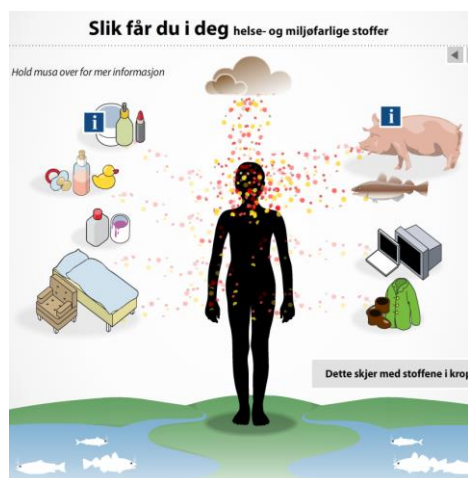 Slik får du i deg helse- og miljøfarlige stoffer
Hold musa over for mer informasjon
i
i
Dette skjer med stoffene i krop